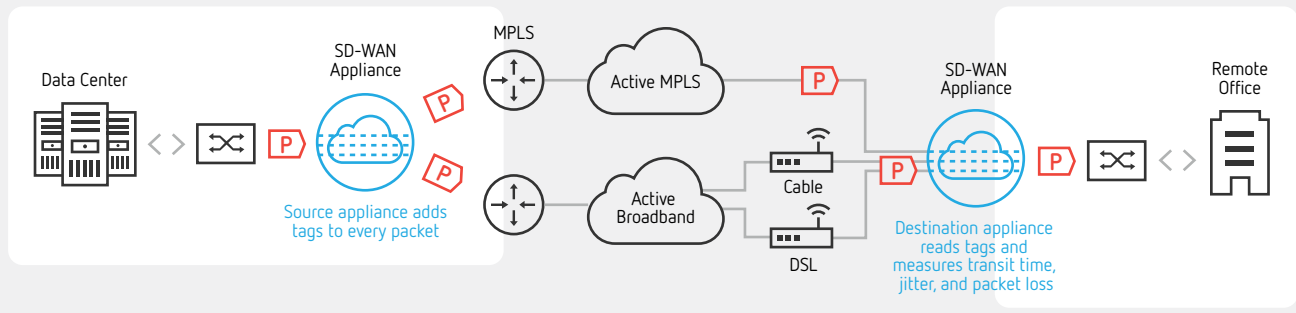 Data Center
P
SD-WAN
Appliance
Source appliance adds
tags to every packet
P
P
MPLS
Active MPLS
P
Active
Broadband
Cable
DSL
P
SD-WAN
Appliance
Destination appliance
reads tags and
measures transit time,
jitter, and packet loss
P
Remote
Office